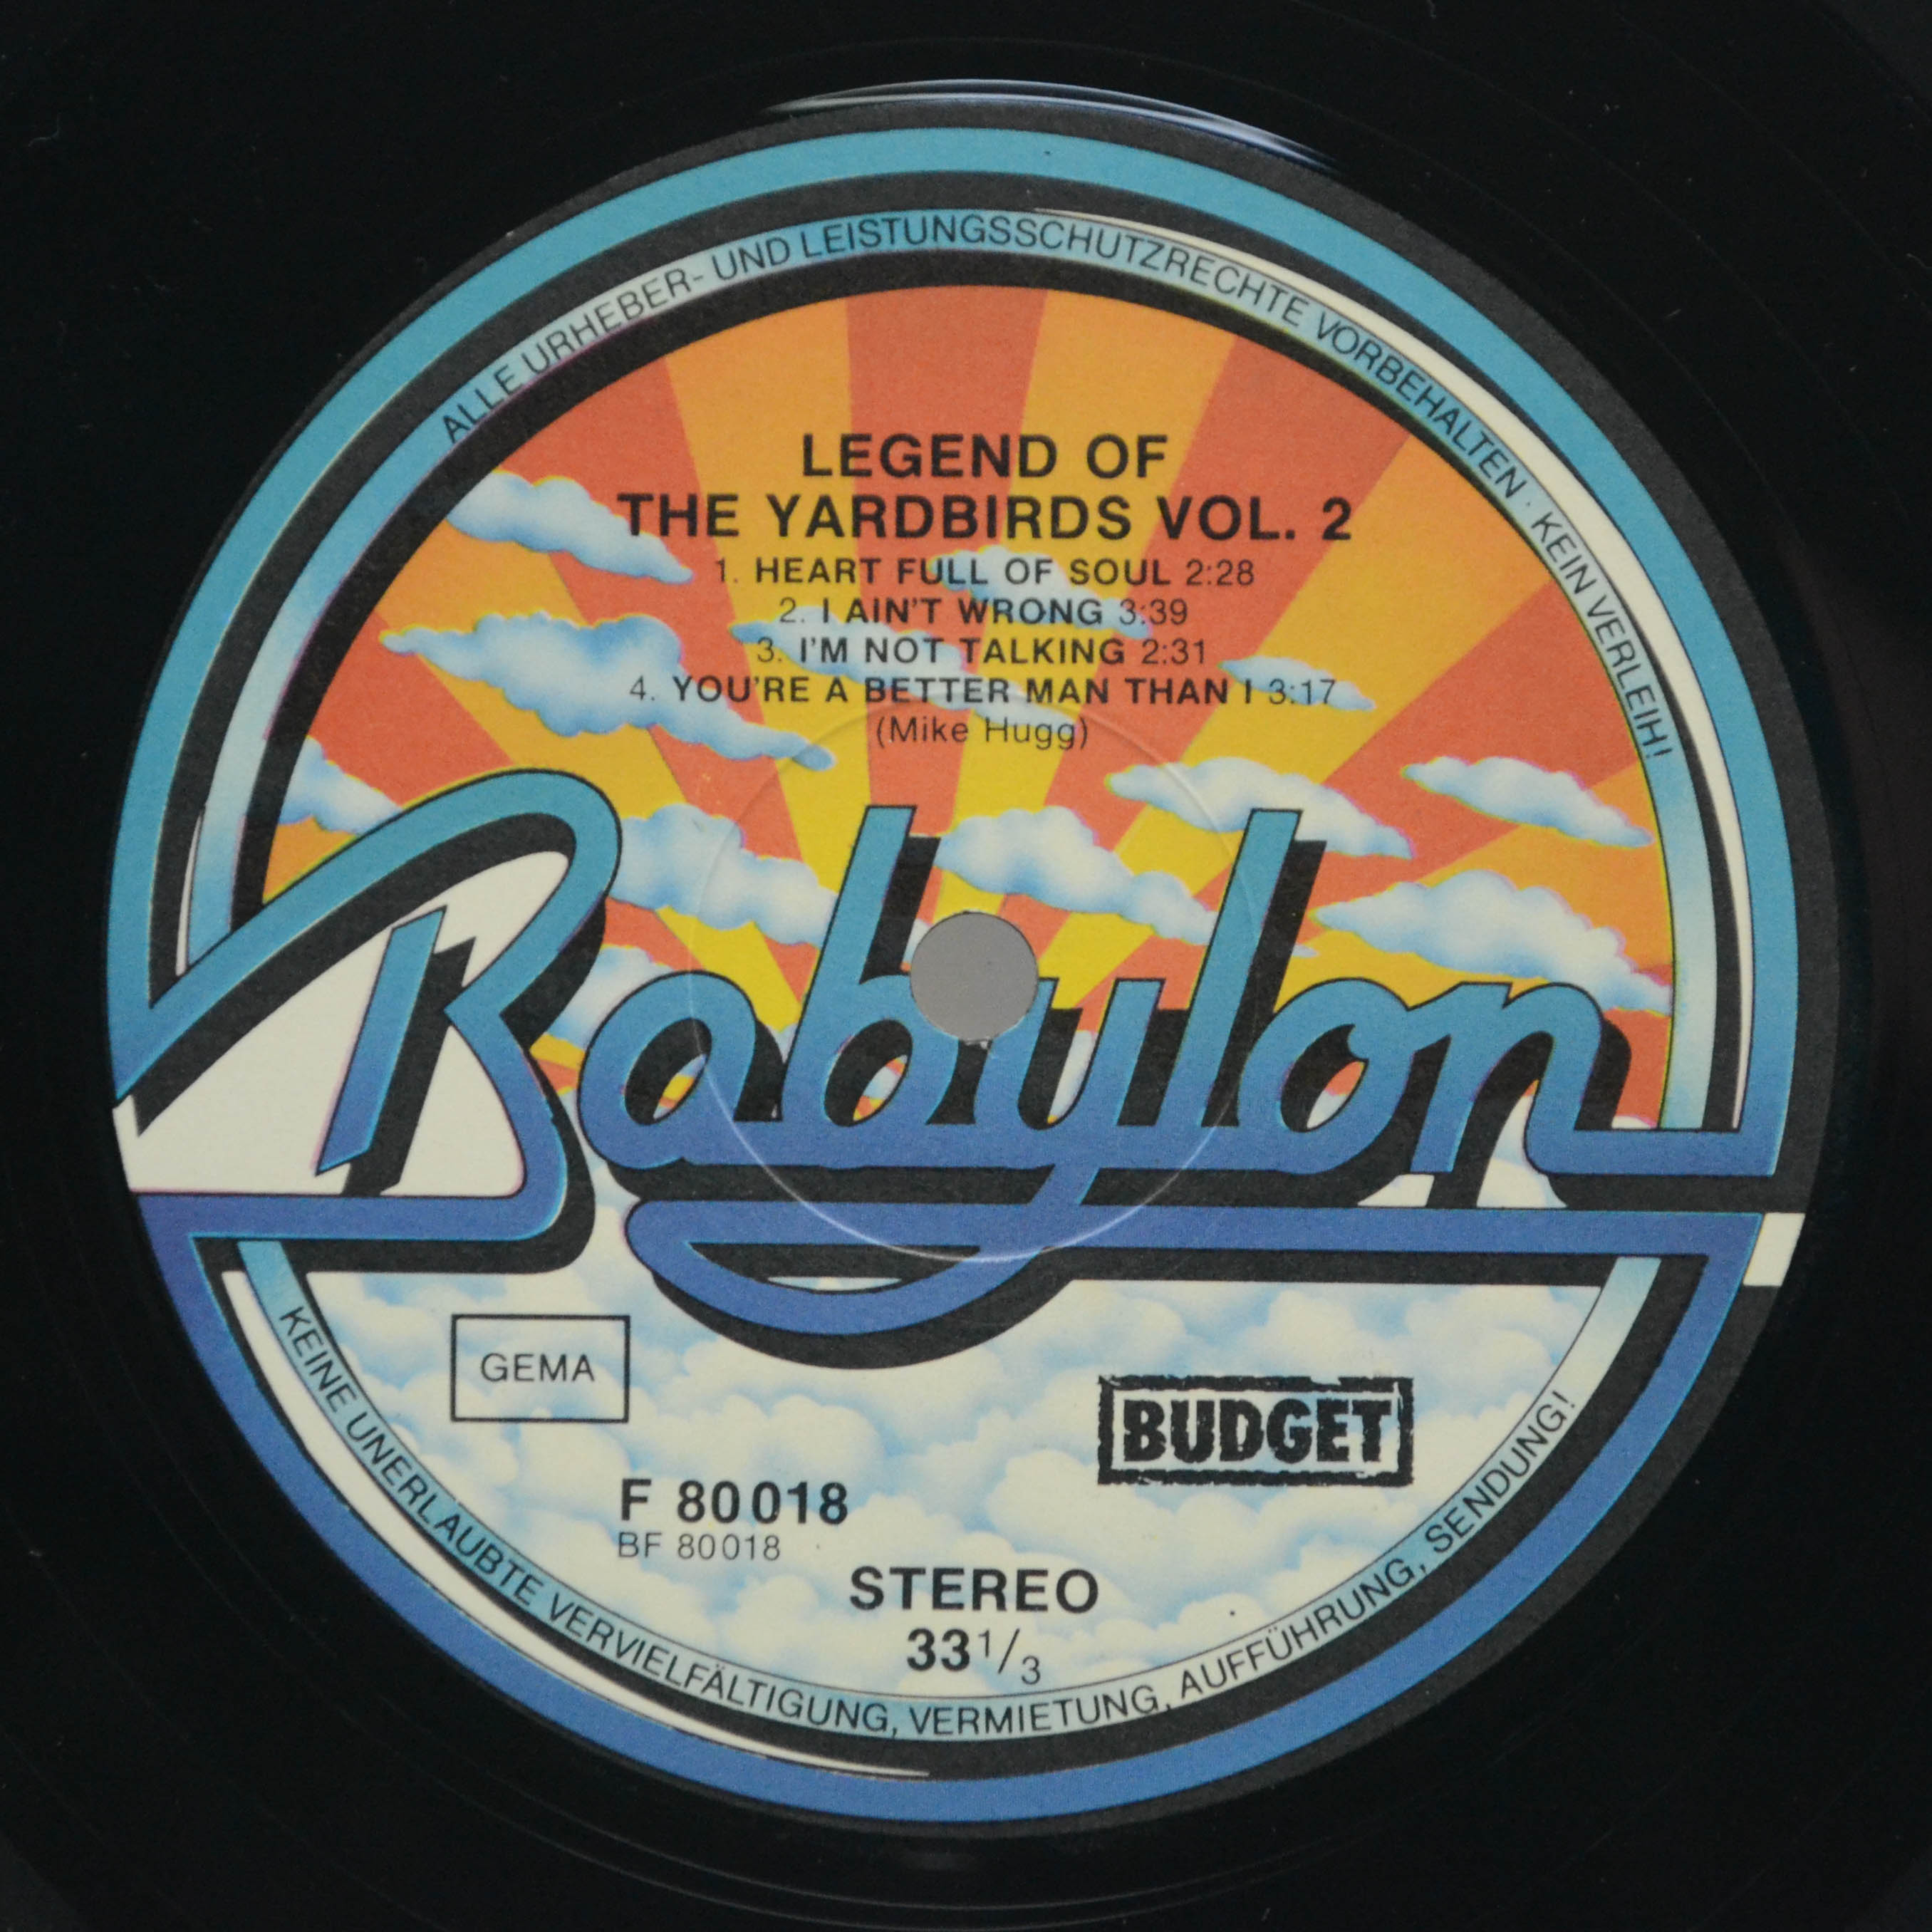 ALLE URHEBER- UND LEISTUNGSSCHUTZRECHTE VORBEHALTEN · KEIN VERLEIH!
LEGEND OF
THE YARDBIRDS VOL. 2
1. HEART FULL OF SOUL 2:28
2. I AIN'T WRONG 3:39
3. I'M NOT TALKING 2:31
4. YOU'RE A BETTER MAN THAN I 3:17
(Mike Hugg)
Babylon
GEMA
BUDGET
F 80018
BF 80018
STEREO
33 1/3
KEINE UNERLAUBTE VERVIELFÄLTIGUNG, VERMIETUNG, AUFFÜHRUNG, SENDUNG!